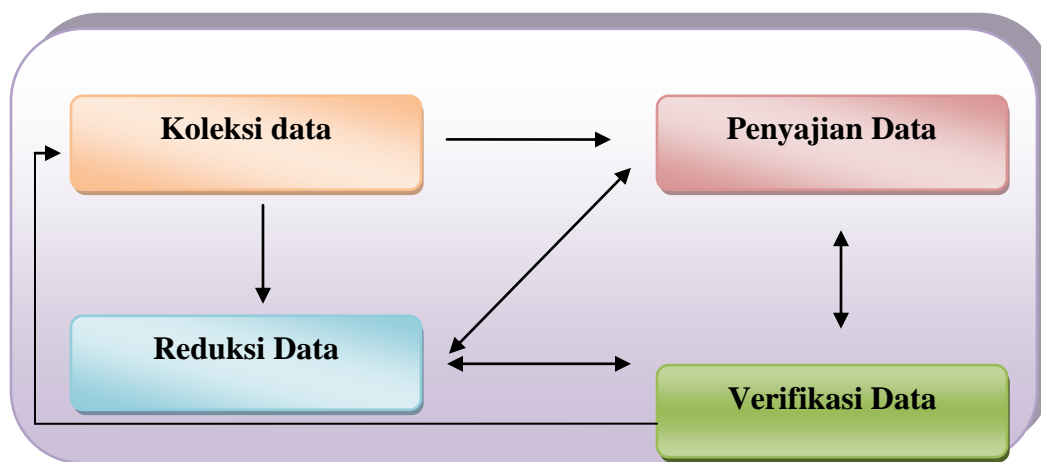 Koleksi data
Penyajian Data
Reduksi Data
Verifikasi Data